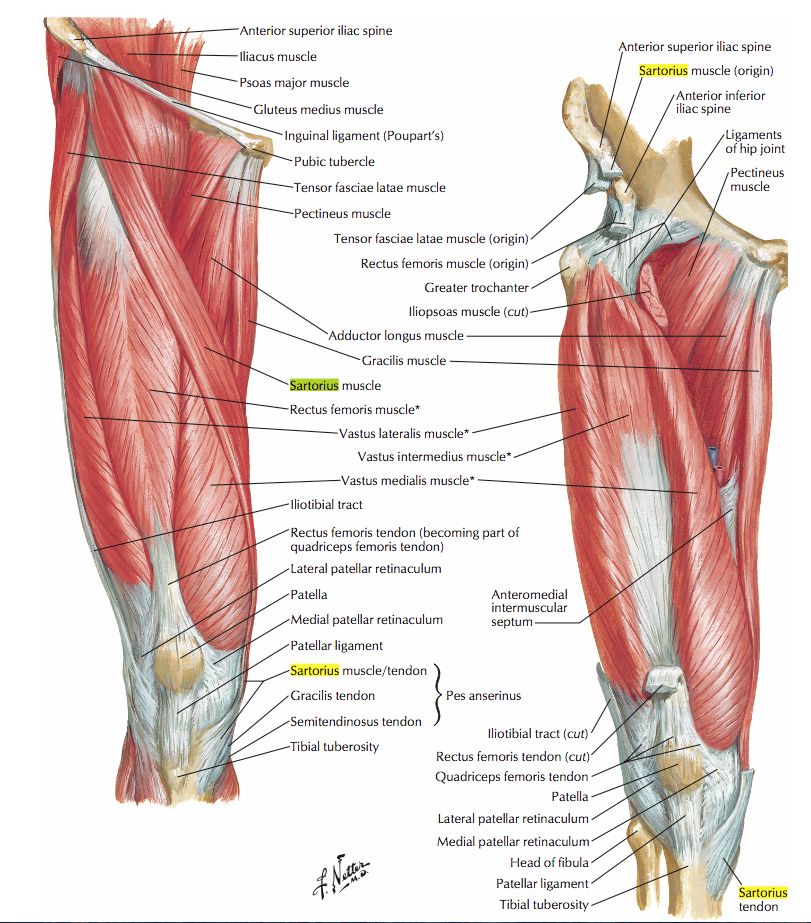 Anterior superior iliac spine
Iliacus muscle
Psoas major muscle
Gluteus medius muscle
Inguinal ligament (Poupart's)
Pubic tubercle
Tensor fasciae latae muscle
Pectineus muscle
Anterior superior iliac spine
Sartorius muscle (origin)
Anterior inferior
iliac spine
Ligaments
of hip joint
Pectineus
muscle
Tensor fasciae latae muscle (origin)
Rectus femoris muscle (origin)
Greater trochanter
Iliopsoas muscle (cut)
Adductor longus muscle
Gracilis muscle
Sartorius muscle
Rectus femoris muscle*
Vastus lateralis muscle*
Vastus intermedius muscle*
Vastus medialis muscle*
Iliotibial tract
Rectus femoris tendon (becoming part of
quadriceps femoris tendon)
Lateral patellar retinaculum
Patella
Medial patellar retinaculum
Patellar ligament
Sartorius muscle/tendon
Gracilis tendon
Semitendinosus tendon
Pes anserinus
Tibial tuberosity
Anteromedial
intermuscular
septum
Iliotibial tract (cut)
Rectus femoris tendon (cut)
Quadriceps femoris tendon
Patella
Lateral patellar retinaculum
Medial patellar retinaculum
Head of fibula
Patellar ligament
Tibial tuberosity
Sartorius
tendon
F. Netter
M.D.